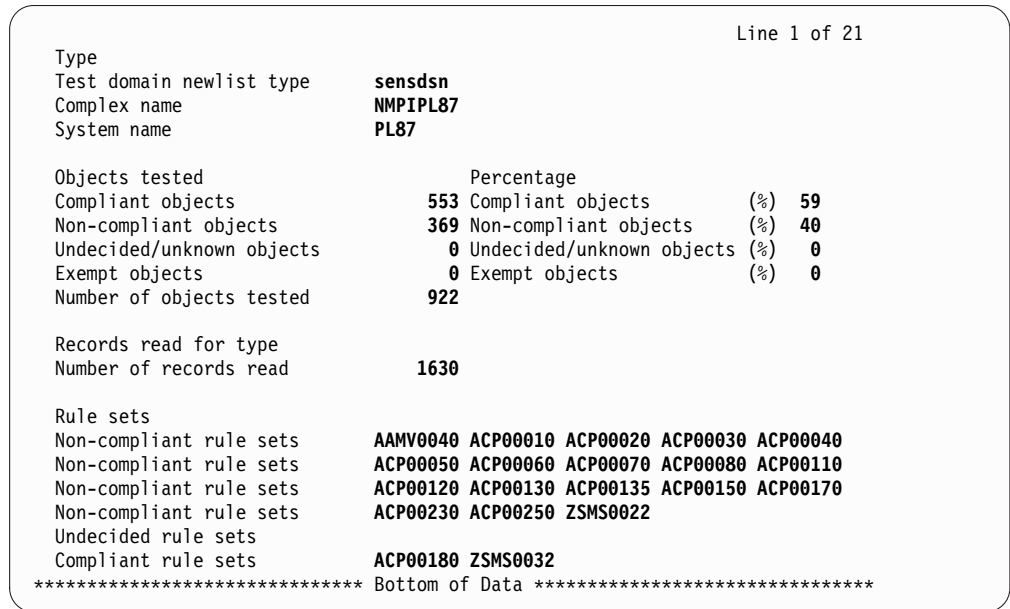 Line 1 of 21
Type
Test domain newlist type sensdsn
Complex name NMPIPL87
System name PL87
Objects tested Percentage
Compliant objects 553 Compliant objects (%) 59
Non-compliant objects 369 Non-compliant objects (%) 40
Undecided/unknown objects 0 Undecided/unknown objects (%) 0
Exempt objects 0 Exempt objects (%) 0
Number of objects tested 922
Records read for type
Number of records read 1630
Rule sets
Non-compliant rule sets AAMV0040 ACP00010 ACP00020 ACP00030 ACP00040
Non-compliant rule sets ACP00050 ACP00060 ACP00070 ACP00080 ACP00110
Non-compliant rule sets ACP00120 ACP00130 ACP00135 ACP00150 ACP00170
Non-compliant rule sets ACP00230 ACP00250 ZSMS0022
Undecided rule sets
Compliant rule sets ACP00180 ZSMS0032
******************************* Bottom of Data ********************************